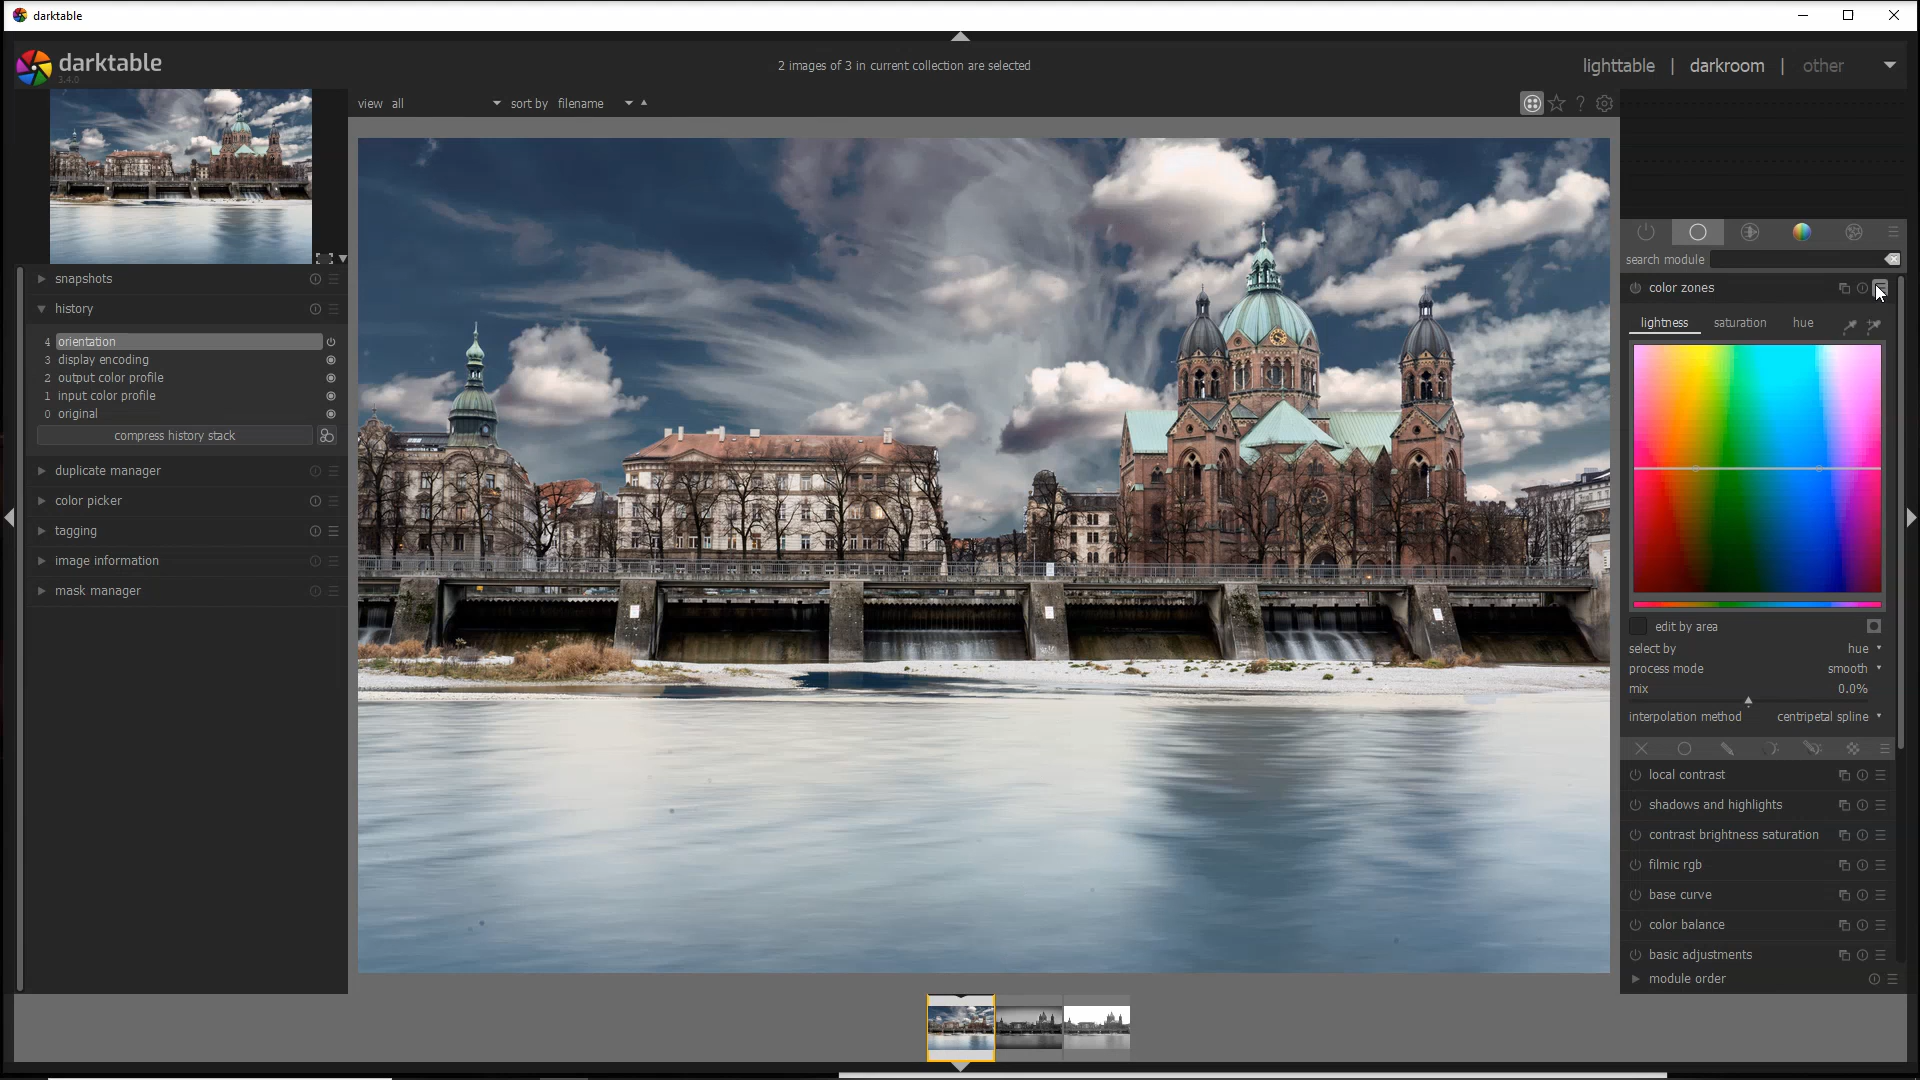 darktable
darktable
3.4.0
2 images of 3 in current collection are selected
lighttable | darkroom | other
view all sort by filename
search module
color zones
lightness saturation hue
edit by area
select by hue
process mode smooth
mix 0.0%
interpolation method centripetal spline
local contrast
shadows and highlights
contrast brightness saturation
filmic rgb
base curve
color balance
basic adjustments
module order
snapshots
history
4 orientation
3 display encoding
2 output color profile
1 input color profile
0 original
compress history stack
duplicate manager
color picker
tagging
image information
mask manager